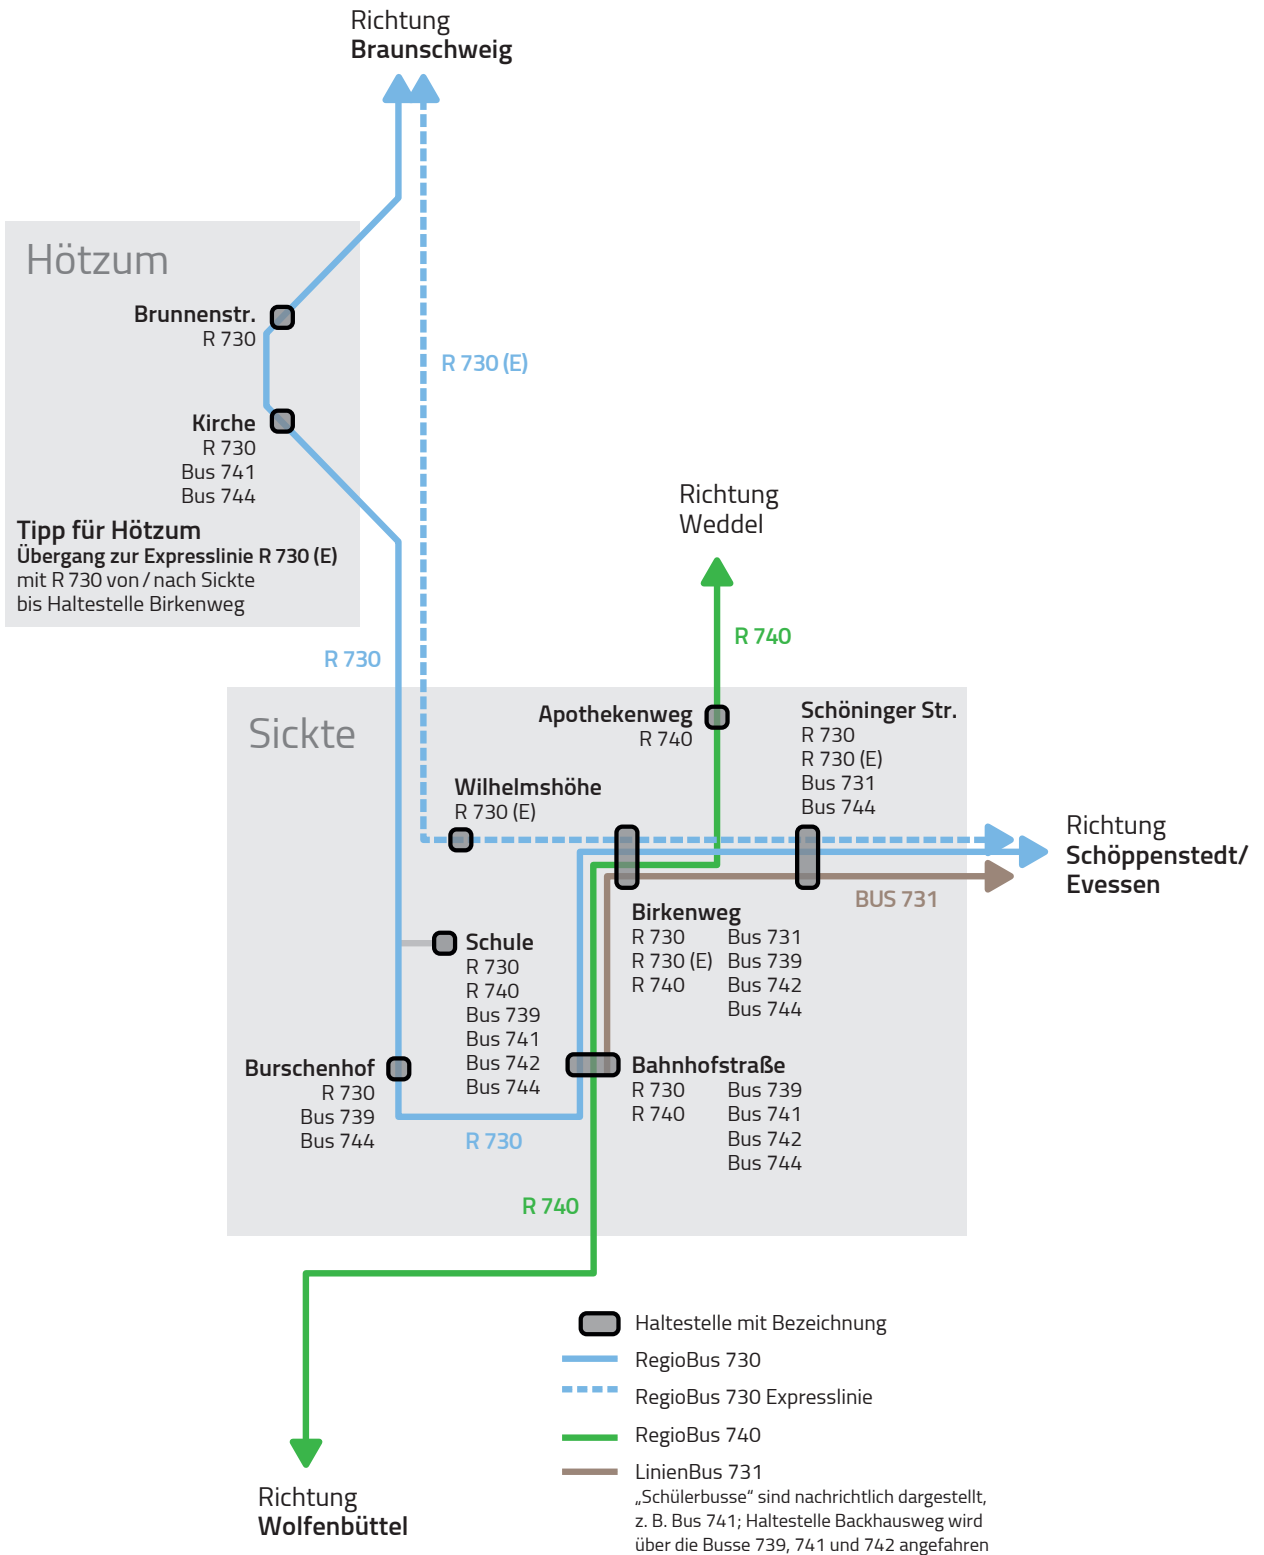 Richtung
Braunschweig
Hötzum
Brunnenstr.
R 730
R 730 (E)
Kirche
R 730
Bus 741
Bus 744
Tipp für Hötzum
Übergang zur Expresslinie R 730 (E)
mit R 730 von / nach Sickte
bis Haltestelle Birkenweg
Richtung
Weddel
R 740
R 730
Sickte
Apothekenweg
R 740
Schöninger Str.
R 730
R 730 (E)
Bus 731
Bus 744
Wilhelmshöhe
R 730 (E)
Richtung
Schöppenstedt/
Evessen
BUS 731
Birkenweg
R 730 Bus 731
R 730 (E) Bus 739
R 740 Bus 742
Bus 744
Schule
R 730
R 740
Bus 739
Bus 741
Bus 742
Bus 744
Burschenhof
R 730
Bus 739
Bus 744
Bahnhofstraße
R 730 Bus 739
R 740 Bus 741
Bus 742
Bus 744
R 730
R 740
Haltestelle mit Bezeichnung
RegioBus 730
RegioBus 730 Expresslinie
RegioBus 740
LinienBus 731
„Schülerbusse“ sind nachrichtlich dargestellt,
z. B. Bus 741; Haltestelle Backhausweg wird
über die Busse 739, 741 und 742 angefahren
Richtung
Wolfenbüttel